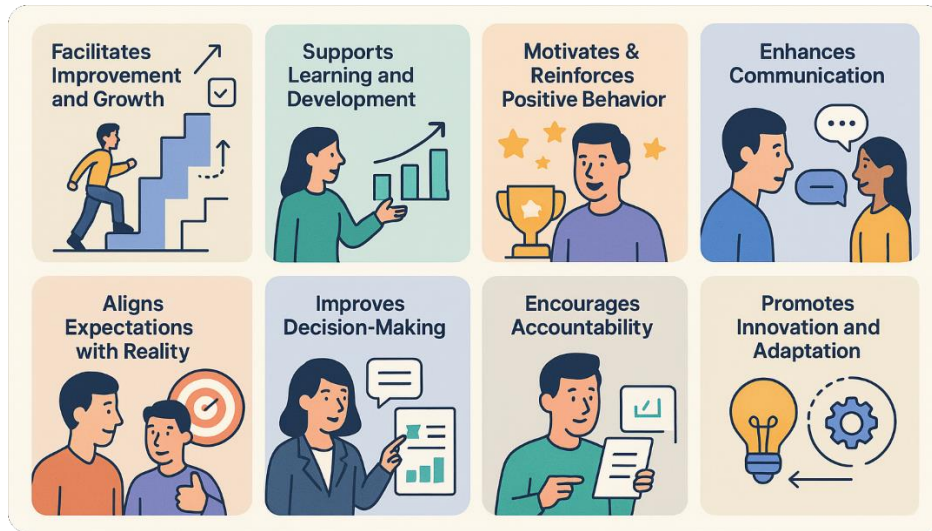 Facilitates
Improvement
and Growth
Supports
Learning and
Development
Motivates &
Reinforces
Positive Behavior
Enhances
Communication
Aligns
Expectations
with Reality
Improves
Decision-Making
Encourages
Accountability
Promotes
Innovation and
Adaptation